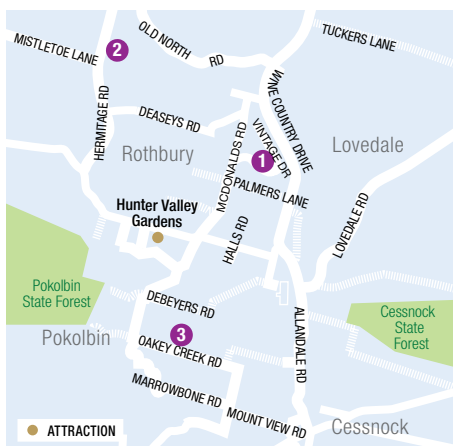 TUCKERS LANE
OLD NORTH
RD
MISTLETOE LANE
2
HERMITAGE RD
WINE COUNTRY DRIVE
DEASEYS RD
MCDONALDS RD
VINTAGE DR
Lovedale
Rothbury
1
PALMERS LANE
Hunter Valley
Gardens
HALLS RD
LOVEDALE RD
Pokolbin
State Forest
DEBEYERS RD
ALLANDALE RD
Cessnock
State
Forest
Pokolbin
3
OAKEY CREEK RD
MARROWBONE RD
MOUNT VIEW RD
Cessnock
ATTRACTION